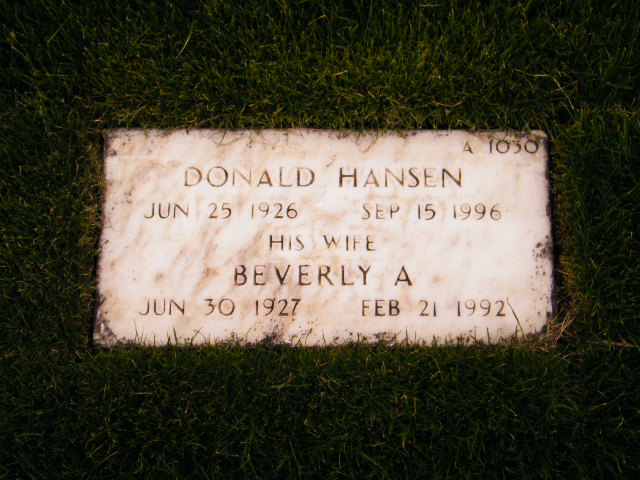 A 1030
DONALD HANSEN
JUN 25 1926 SEP 15 1996
HIS WIFE
BEVERLY A
JUN 30 1927 FEB 21 1992